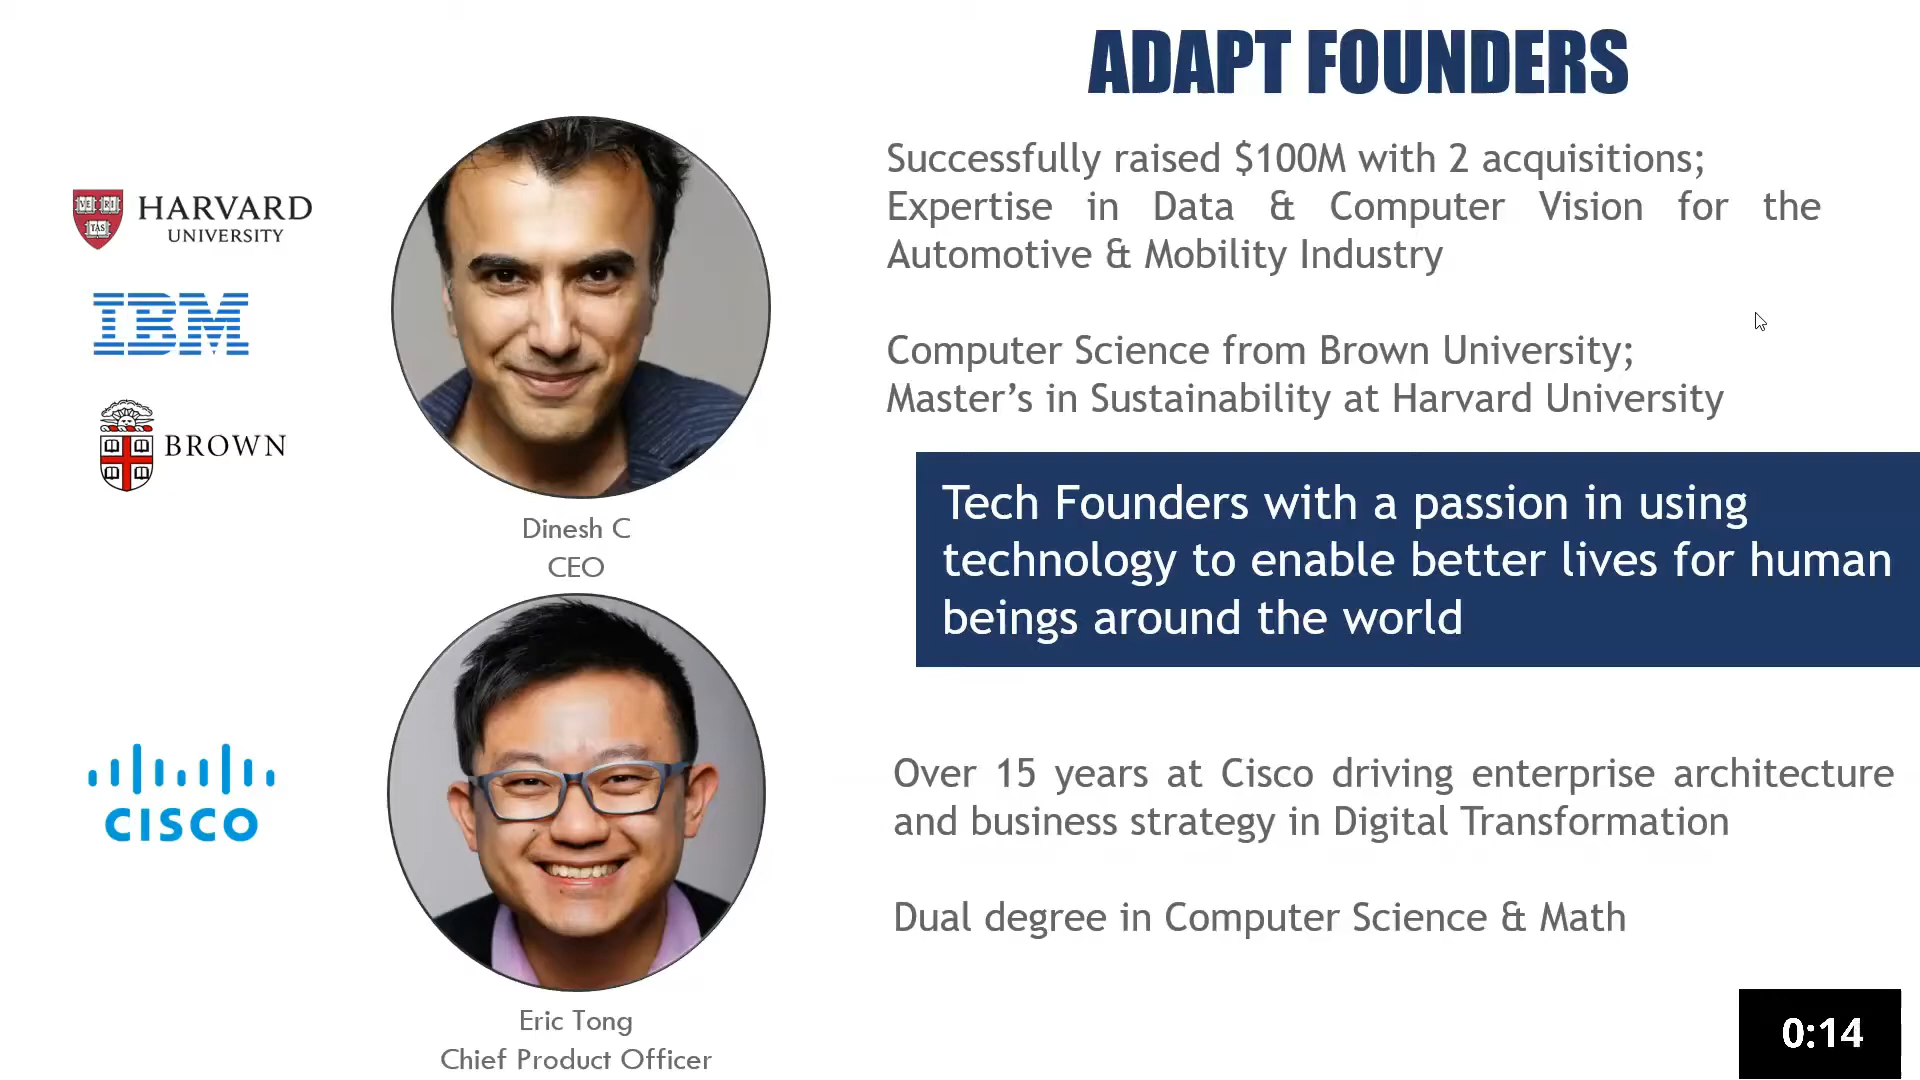 ADAPT FOUNDERS
HARVARD
UNIVERSITY
IBM
BROWN
Dinesh C
CEO
Successfully raised $100M with 2 acquisitions;
Expertise in Data & Computer Vision for the
Automotive & Mobility Industry
Computer Science from Brown University;
Master’s in Sustainability at Harvard University
Tech Founders with a passion in using
technology to enable better lives for human
beings around the world
CISCO
Eric Tong
Chief Product Officer
Over 15 years at Cisco driving enterprise architecture
and business strategy in Digital Transformation
Dual degree in Computer Science & Math
0:14